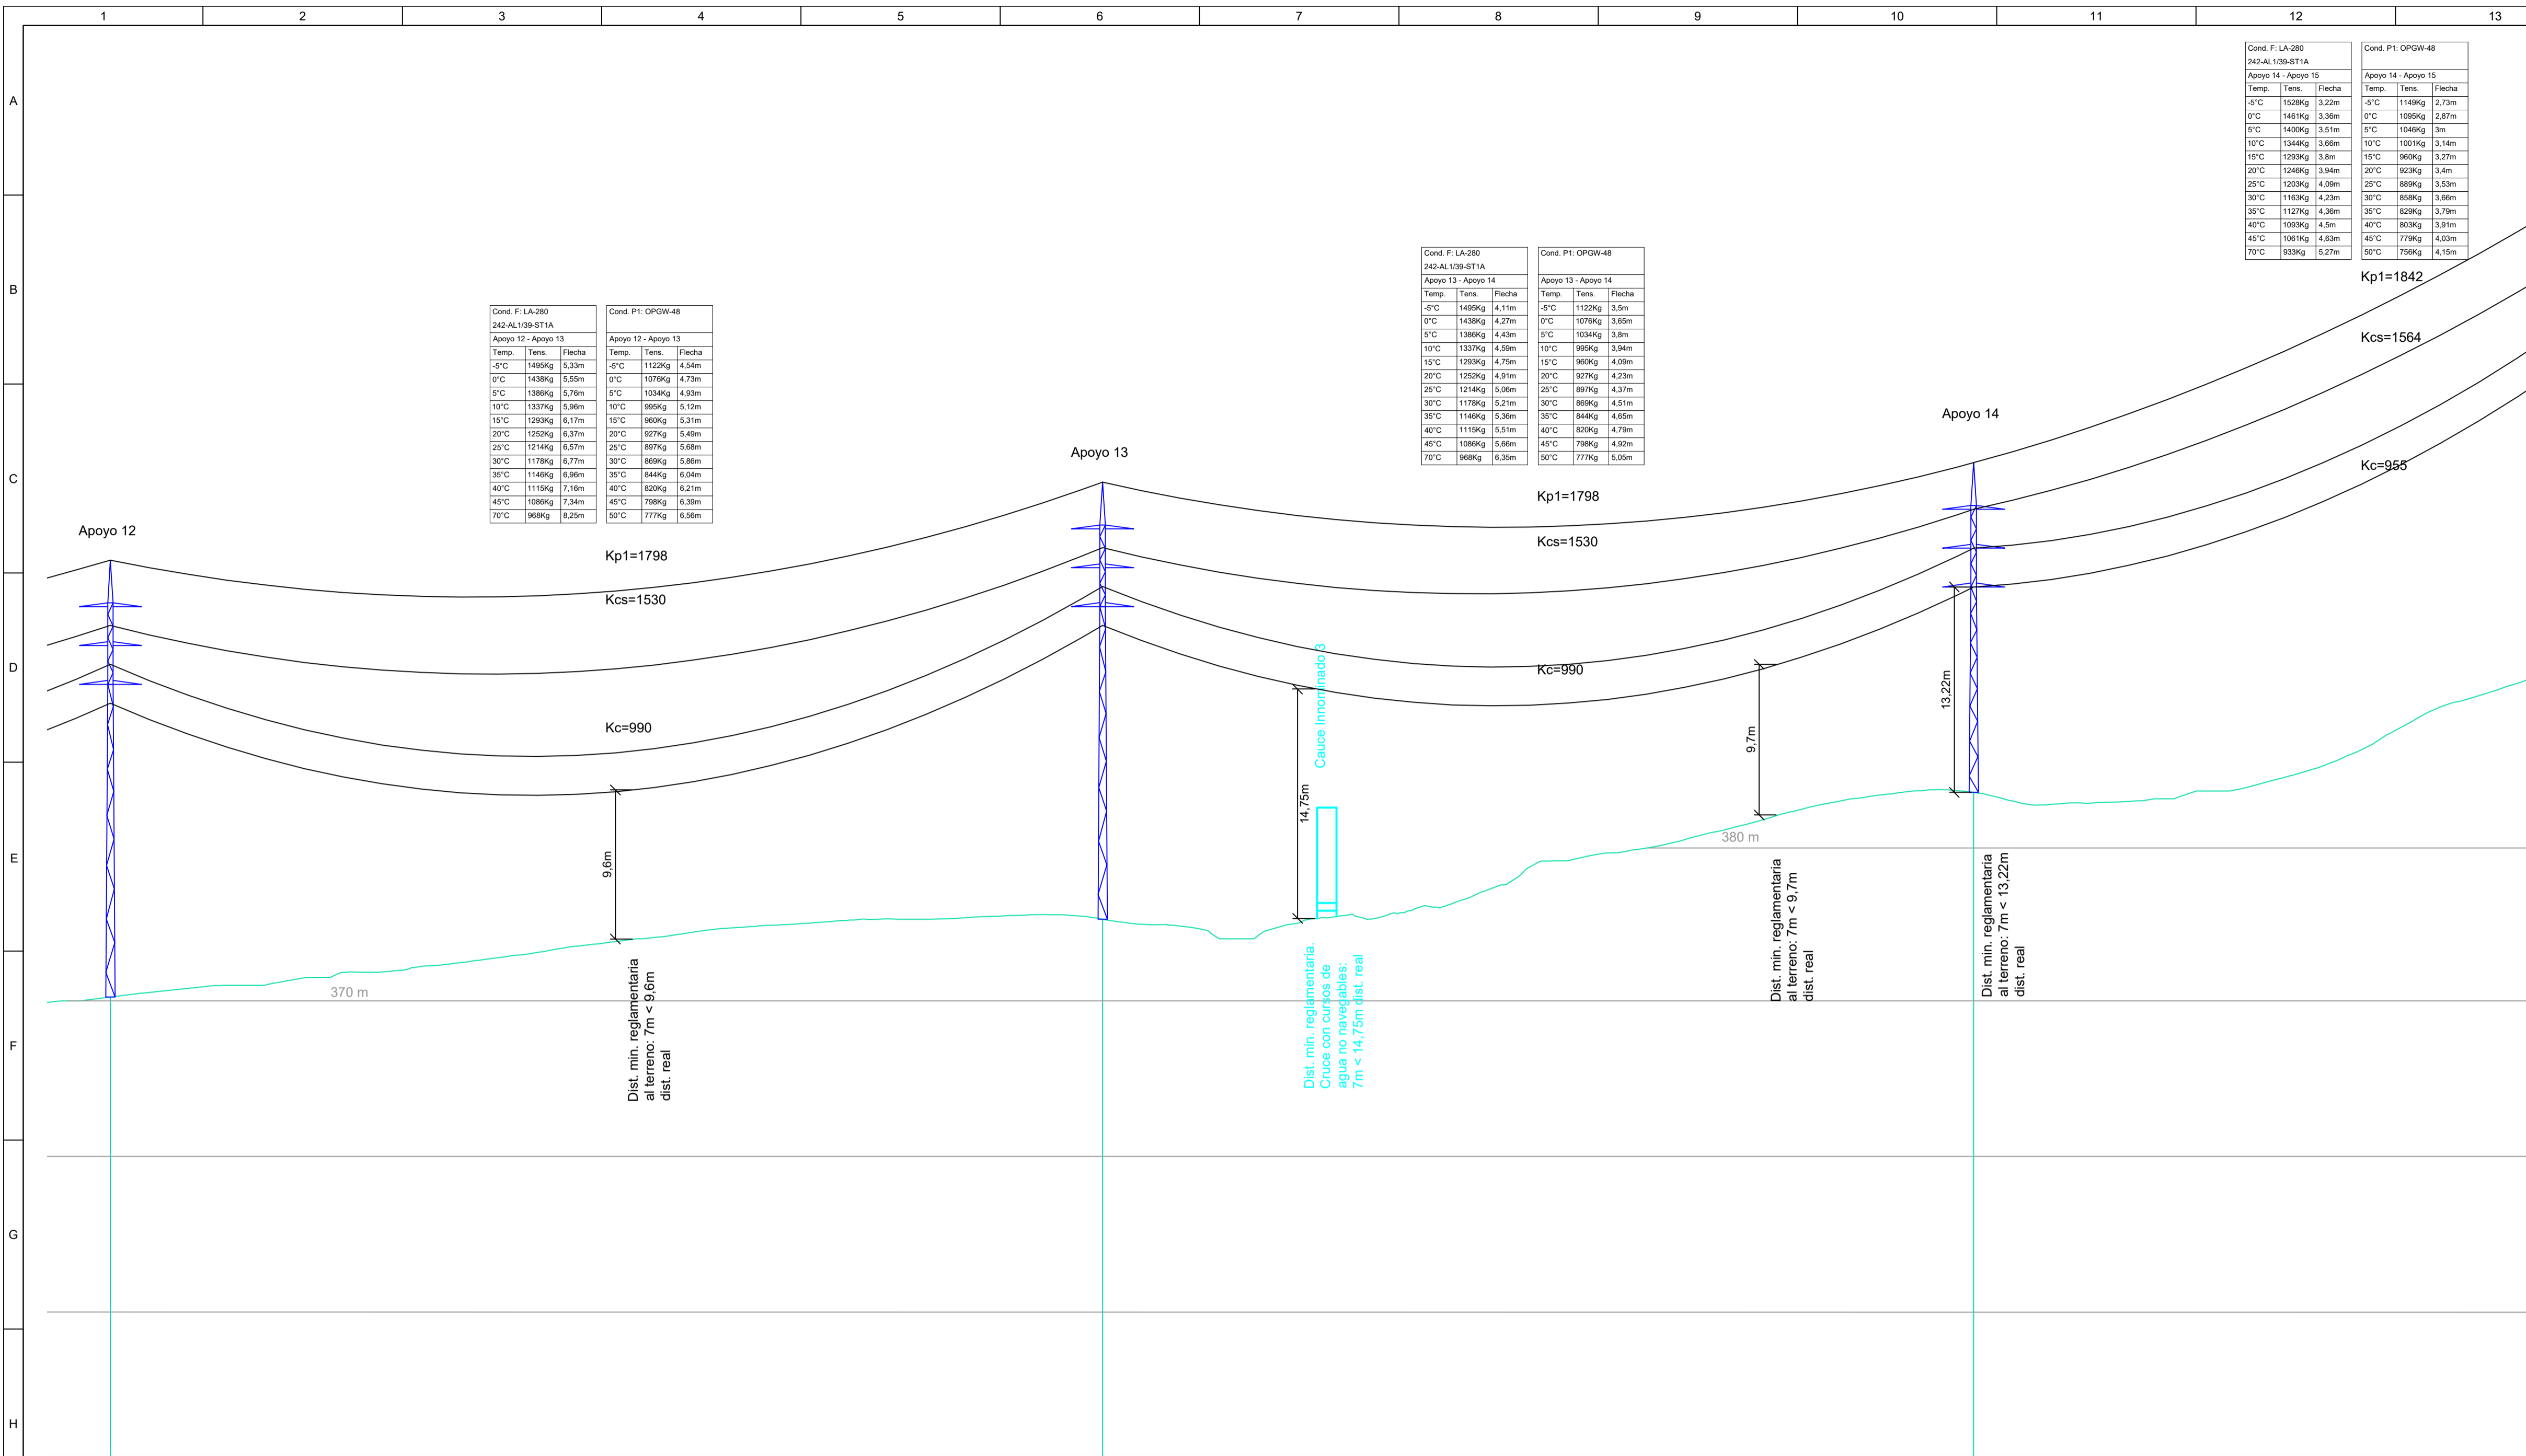 1 2 3 4 5 6 7 8 9 10 11 12 13
A
B
C
D
E
F
G
H
Cond. F: LA-280
242-AL1/39-ST1A
Apoyo 12 - Apoyo 13
Temp. Tens. Flecha
-5°C 1495Kg 5,33m
0°C 1438Kg 5,55m
5°C 1386Kg 5,76m
10°C 1337Kg 5,96m
15°C 1293Kg 6,17m
20°C 1252Kg 6,37m
25°C 1214Kg 6,57m
30°C 1178Kg 6,77m
35°C 1146Kg 6,96m
40°C 1115Kg 7,16m
45°C 1086Kg 7,34m
70°C 968Kg 8,25m
Cond. P1: OPGW-48
Apoyo 12 - Apoyo 13
Temp. Tens. Flecha
-5°C 1122Kg 4,54m
0°C 1076Kg 4,73m
5°C 1034Kg 4,93m
10°C 995Kg 5,12m
15°C 960Kg 5,31m
20°C 927Kg 5,49m
25°C 897Kg 5,68m
30°C 869Kg 5,86m
35°C 844Kg 6,04m
40°C 820Kg 6,21m
45°C 798Kg 6,39m
50°C 777Kg 6,56m
Cond. F: LA-280
242-AL1/39-ST1A
Apoyo 13 - Apoyo 14
Temp. Tens. Flecha
-5°C 1495Kg 4,11m
0°C 1438Kg 4,27m
5°C 1386Kg 4,43m
10°C 1337Kg 4,59m
15°C 1293Kg 4,75m
20°C 1252Kg 4,91m
25°C 1214Kg 5,06m
30°C 1178Kg 5,21m
35°C 1146Kg 5,36m
40°C 1115Kg 5,51m
45°C 1086Kg 5,66m
70°C 968Kg 6,35m
Cond. P1: OPGW-48
Apoyo 13 - Apoyo 14
Temp. Tens. Flecha
-5°C 1122Kg 3,5m
0°C 1076Kg 3,65m
5°C 1034Kg 3,8m
10°C 995Kg 3,94m
15°C 960Kg 4,09m
20°C 927Kg 4,23m
25°C 897Kg 4,37m
30°C 869Kg 4,51m
35°C 844Kg 4,65m
40°C 820Kg 4,79m
45°C 798Kg 4,92m
50°C 777Kg 5,05m
Cond. F: LA-280
242-AL1/39-ST1A
Apoyo 14 - Apoyo 15
Temp. Tens. Flecha
-5°C 1528Kg 3,22m
0°C 1461Kg 3,36m
5°C 1400Kg 3,51m
10°C 1344Kg 3,66m
15°C 1293Kg 3,8m
20°C 1246Kg 3,94m
25°C 1203Kg 4,09m
30°C 1163Kg 4,23m
35°C 1127Kg 4,36m
40°C 1093Kg 4,5m
45°C 1061Kg 4,63m
70°C 933Kg 5,27m
Cond. P1: OPGW-48
Apoyo 14 - Apoyo 15
Temp. Tens. Flecha
-5°C 1149Kg 2,73m
0°C 1095Kg 2,87m
5°C 1046Kg 3m
10°C 1001Kg 3,14m
15°C 960Kg 3,27m
20°C 923Kg 3,4m
25°C 889Kg 3,53m
30°C 858Kg 3,66m
35°C 829Kg 3,79m
40°C 803Kg 3,91m
45°C 779Kg 4,03m
50°C 756Kg 4,15m
Apoyo 12
Kp1=1798
Kcs=1530
Kc=990
9,6m
370 m
Dist. min. reglamentaria
al terreno: 7m < 9,6m
dist. real
Apoyo 13
Kp1=1798
Kcs=1530
Kc=990
Cauce Innominado 3
14,75m
Dist. min. reglamentaria.
Cruce con cursos de
agua no navegables:
7m < 14,75m dist. real
9,7m
380 m
Dist. min. reglamentaria
al terreno: 7m < 9,7m
dist. real
Apoyo 14
13,22m
Dist. min. reglamentaria
al terreno: 7m < 13,22m
dist. real
Kp1=1842
Kcs=1564
Kc=955